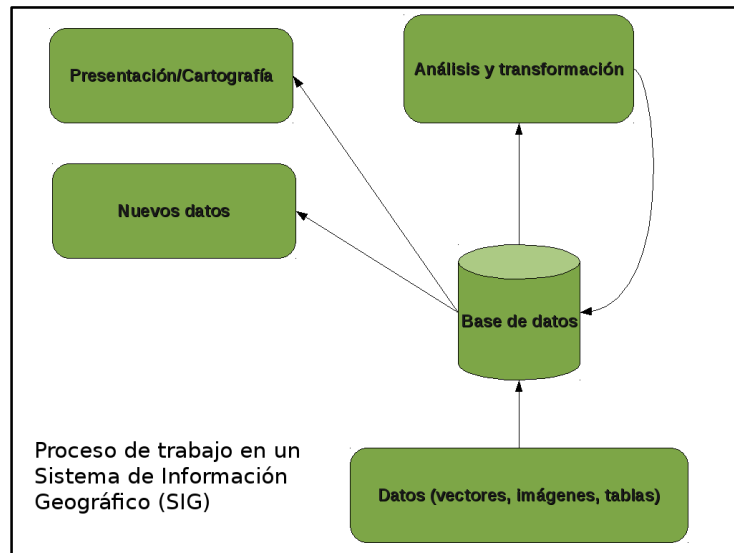 Presentación/Cartografía
Análisis y transformación
Nuevos datos
Base de datos
Proceso de trabajo en un
Sistema de Información
Geográfico (SIG)
Datos (vectores, imágenes, tablas)